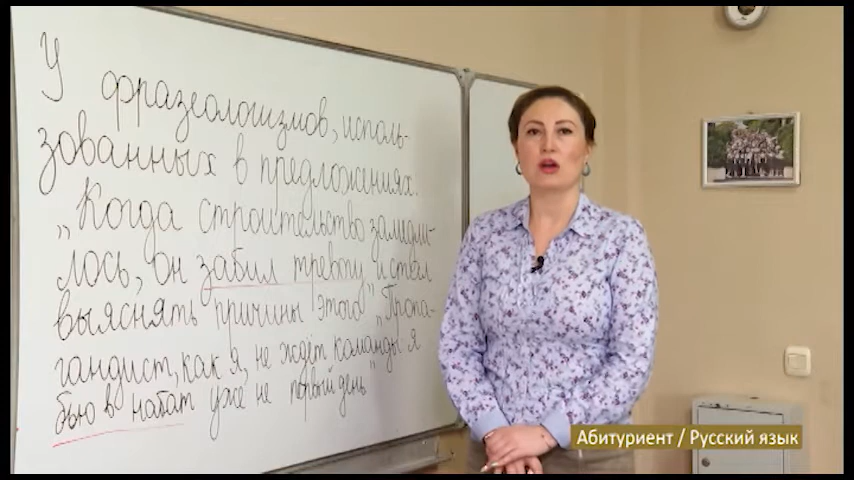 У фразеологизмов, исполь-
зованных в предложениях.
„Когда строительство замедли-
лось, он забил тревогу и стал
выяснять причины этого" „Пропа-
гандист, как я, не ждёт команды я
бью в набат уже не первый день"
Абитуриент / Русский язык